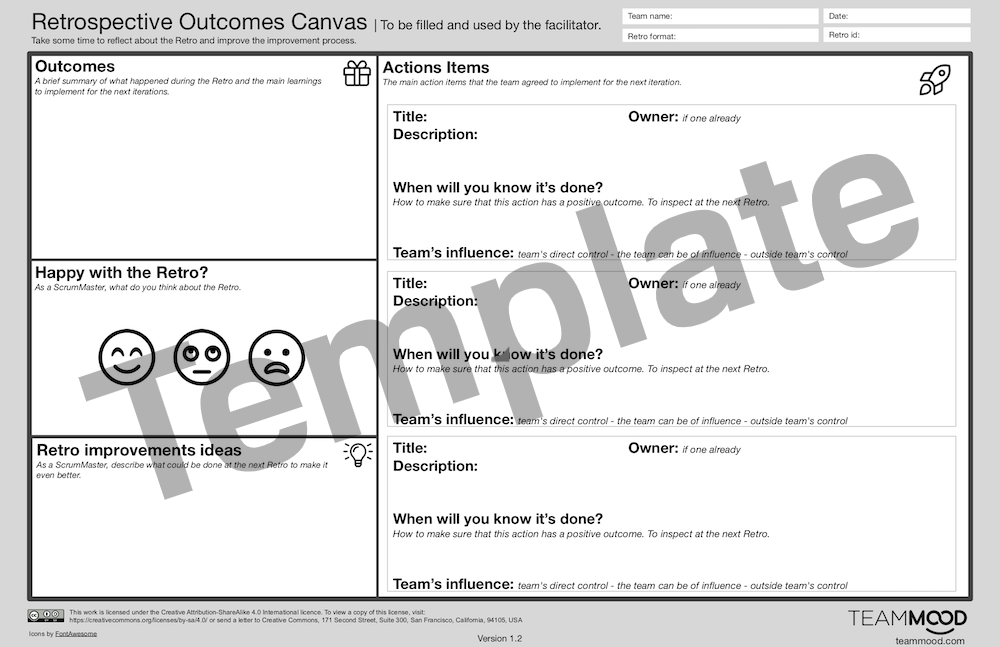 Retrospective Outcomes Canvas | To be filled and used by the facilitator.
Take some time to reflect about the Retro and improve the improvement process.
Team name:
Date:
Retro format:
Retro id:
Outcomes
A brief summary of what happened during the Retro and the main learnings
to implement for the next iterations.
Happy with the Retro?
As a ScrumMaster, what do you think about the Retro.
Retro improvements ideas
As a ScrumMaster, describe what could be done at the next Retro to make it
even better.
Actions Items
The main action items that the team agreed to implement for the next iteration.
Title:
Owner: if one already
Description:
When will you know it's done?
How to make sure that this action has a positive outcome. To inspect at the next Retro.
Team's influence: team's direct control - the team can be of influence - outside team's control
Title:
Owner: if one already
Description:
When will you know it's done?
How to make sure that this action has a positive outcome. To inspect at the next Retro.
Team's influence: team's direct control - the team can be of influence - outside team's control
Title:
Owner: if one already
Description:
When will you know it's done?
How to make sure that this action has a positive outcome. To inspect at the next Retro.
Team's influence: team's direct control - the team can be of influence - outside team's control
Template
This work is licensed under the Creative Attribution-ShareAlike 4.0 International licence. To view a copy of this license, visit:
https://creativecommons.org/licenses/by-sa/4.0/ or send a letter to Creative Commons, 171 Second Street, Suite 300, San Francisco, California, 94105, USA
Icons by FontAwesome
Version 1.2
TEAMMOOD
teammood.com